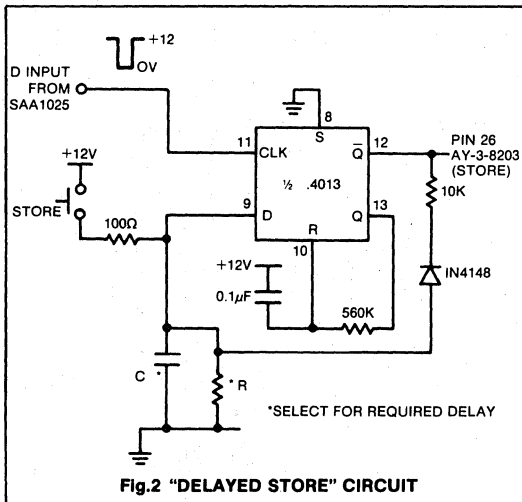 +12
OV
D INPUT
FROM
SAA1025
+12V
STORE
100Ω
11
CLK
8
S
Q̅
12
PIN 26
AY-3-8203
(STORE)
½ .4013
9
D
Q
13
R
10
10K
+12V
0.1µF
560K
IN4148
C *
*R
*SELECT FOR REQUIRED DELAY
Fig.2 "DELAYED STORE" CIRCUIT